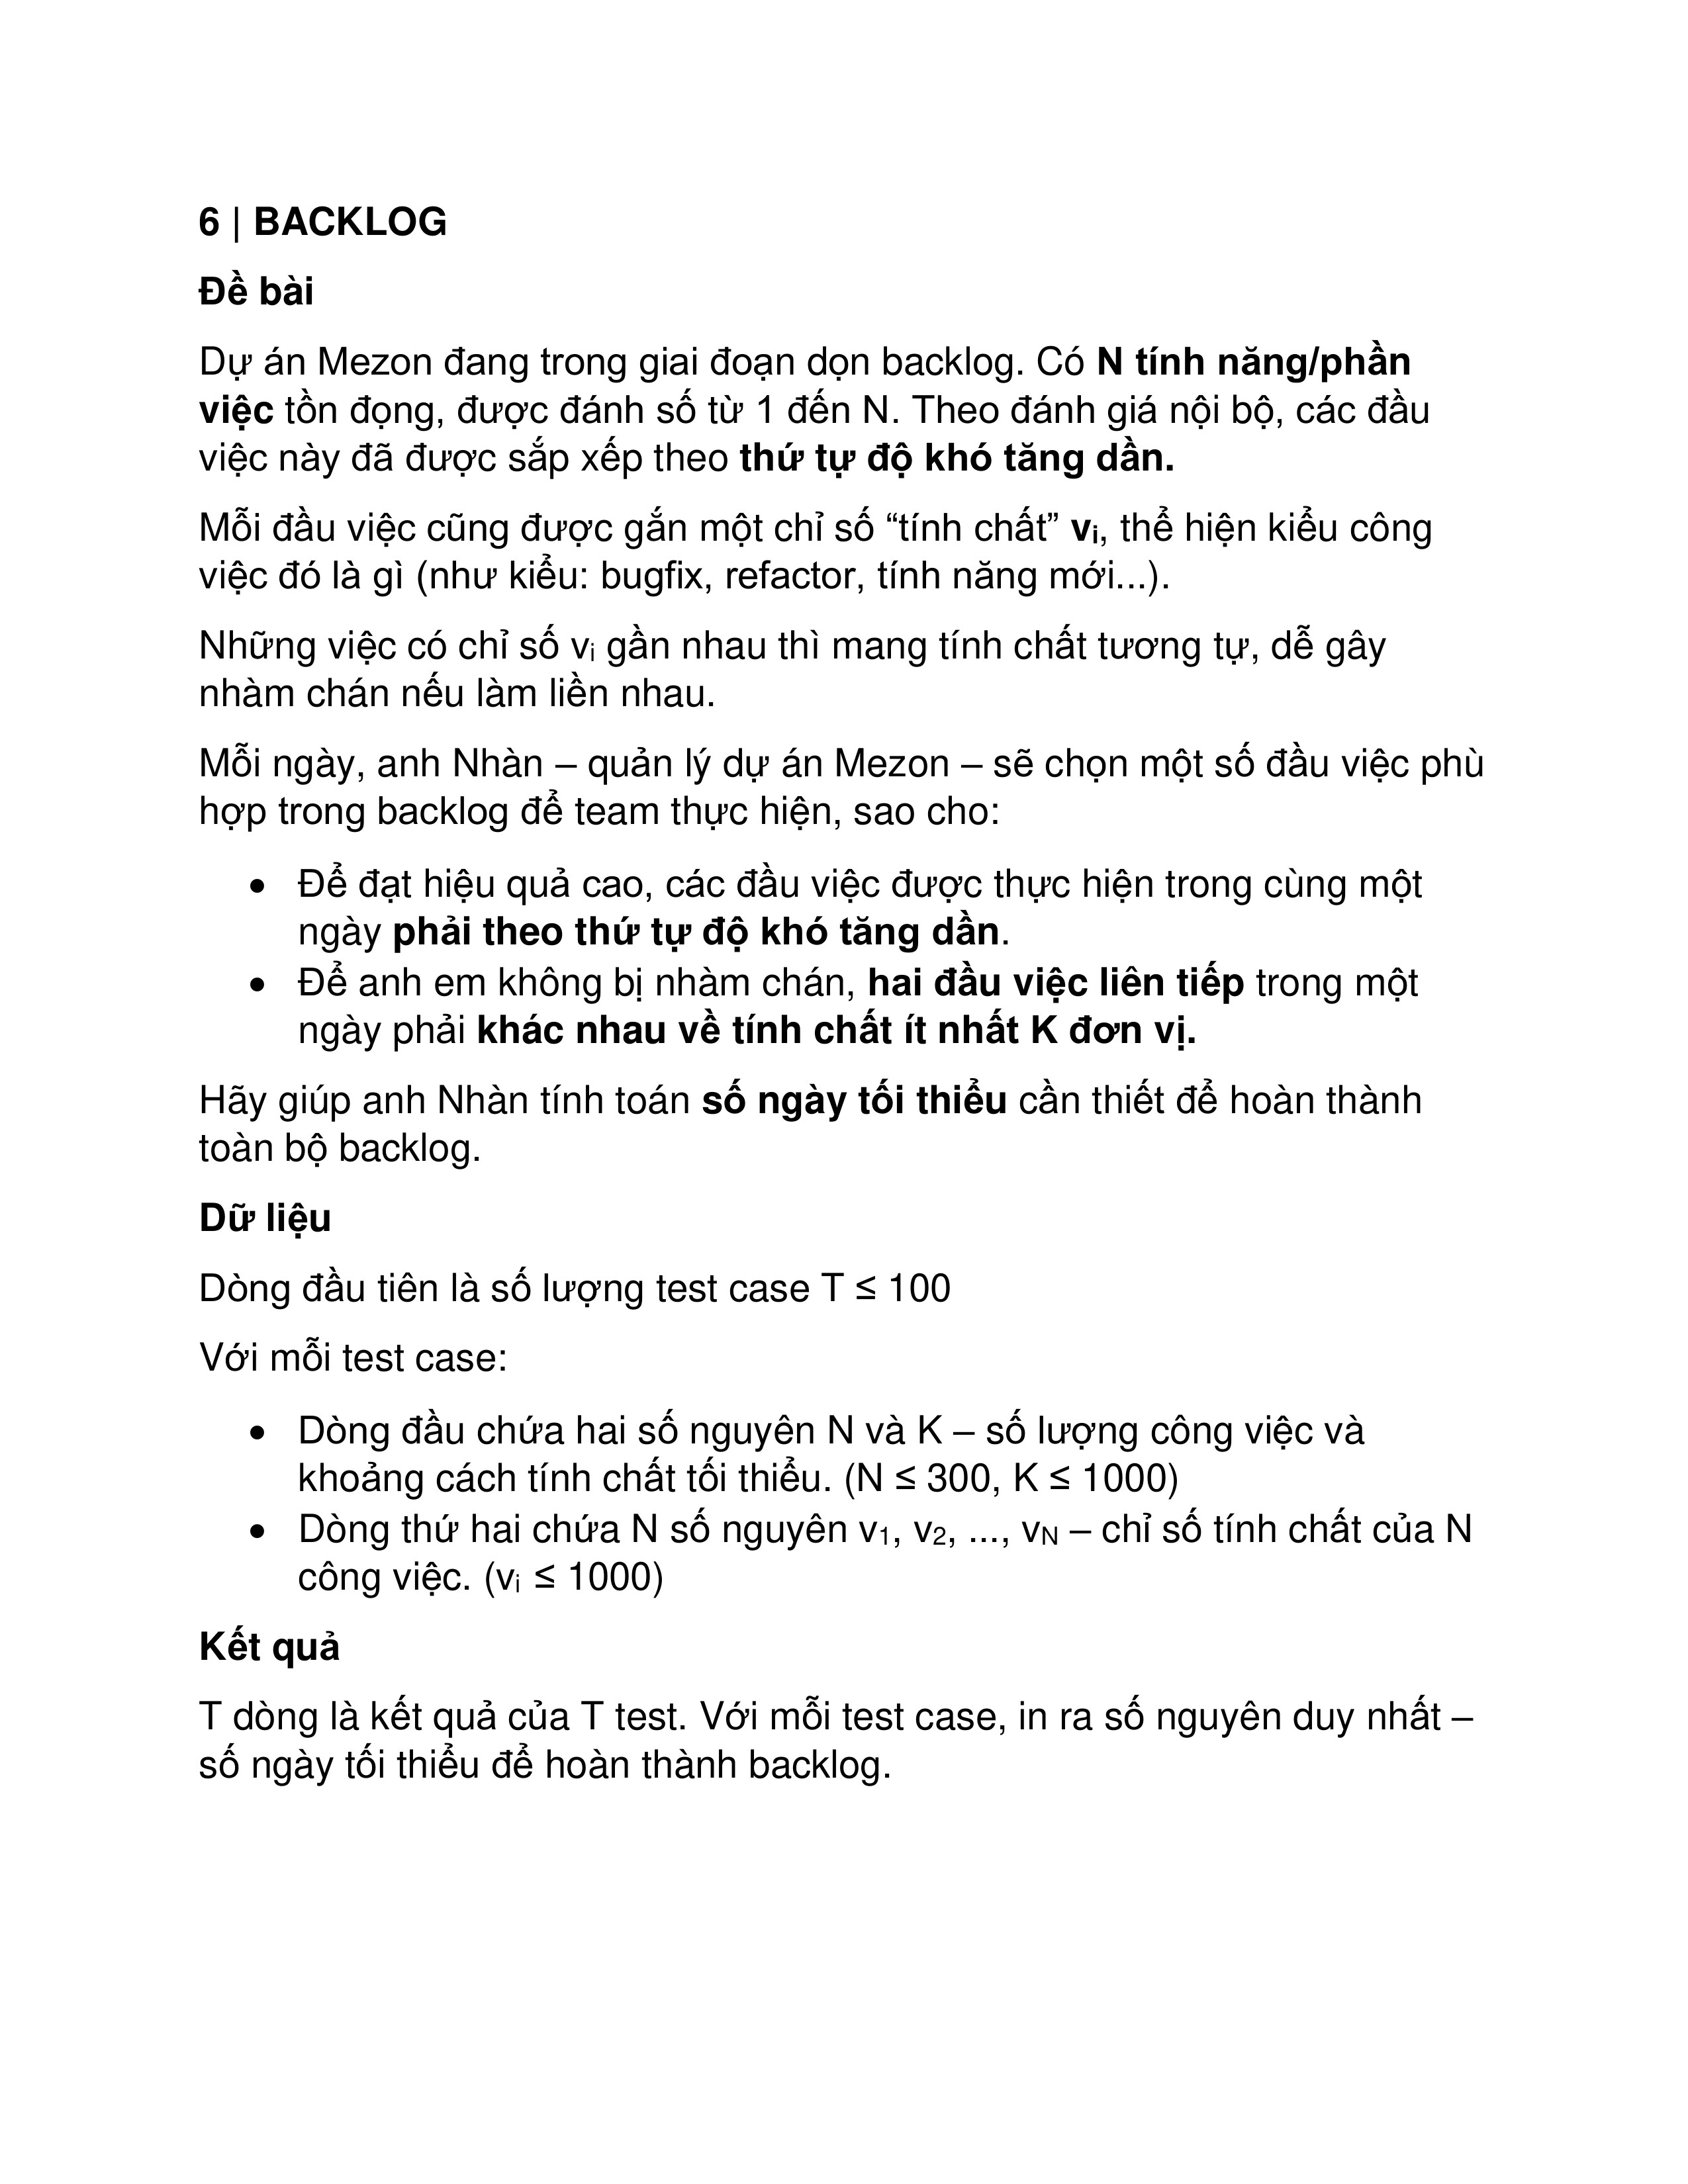 6 | BACKLOG
Đề bài
Dự án Mezon đang trong giai đoạn dọn backlog. Có N tính năng/phần
việc tồn đọng, được đánh số từ 1 đến N. Theo đánh giá nội bộ, các đầu
việc này đã được sắp xếp theo thứ tự độ khó tăng dần.
Mỗi đầu việc cũng được gắn một chỉ số “tính chất” vᵢ, thể hiện kiểu công
việc đó là gì (như kiểu: bugfix, refactor, tính năng mới...).
Những việc có chỉ số vᵢ gần nhau thì mang tính chất tương tự, dễ gây
nhàm chán nếu làm liền nhau.
Mỗi ngày, anh Nhàn – quản lý dự án Mezon – sẽ chọn một số đầu việc phù
hợp trong backlog để team thực hiện, sao cho:
• Để đạt hiệu quả cao, các đầu việc được thực hiện trong cùng một
ngày phải theo thứ tự độ khó tăng dần.
• Để anh em không bị nhàm chán, hai đầu việc liên tiếp trong một
ngày phải khác nhau về tính chất ít nhất K đơn vị.
Hãy giúp anh Nhàn tính toán số ngày tối thiểu cần thiết để hoàn thành
toàn bộ backlog.
Dữ liệu
Dòng đầu tiên là số lượng test case T ≤ 100
Với mỗi test case:
• Dòng đầu chứa hai số nguyên N và K – số lượng công việc và
khoảng cách tính chất tối thiểu. (N ≤ 300, K ≤ 1000)
• Dòng thứ hai chứa N số nguyên v₁, v₂, ..., vN – chỉ số tính chất của N
công việc. (vᵢ ≤ 1000)
Kết quả
T dòng là kết quả của T test. Với mỗi test case, in ra số nguyên duy nhất –
số ngày tối thiểu để hoàn thành backlog.